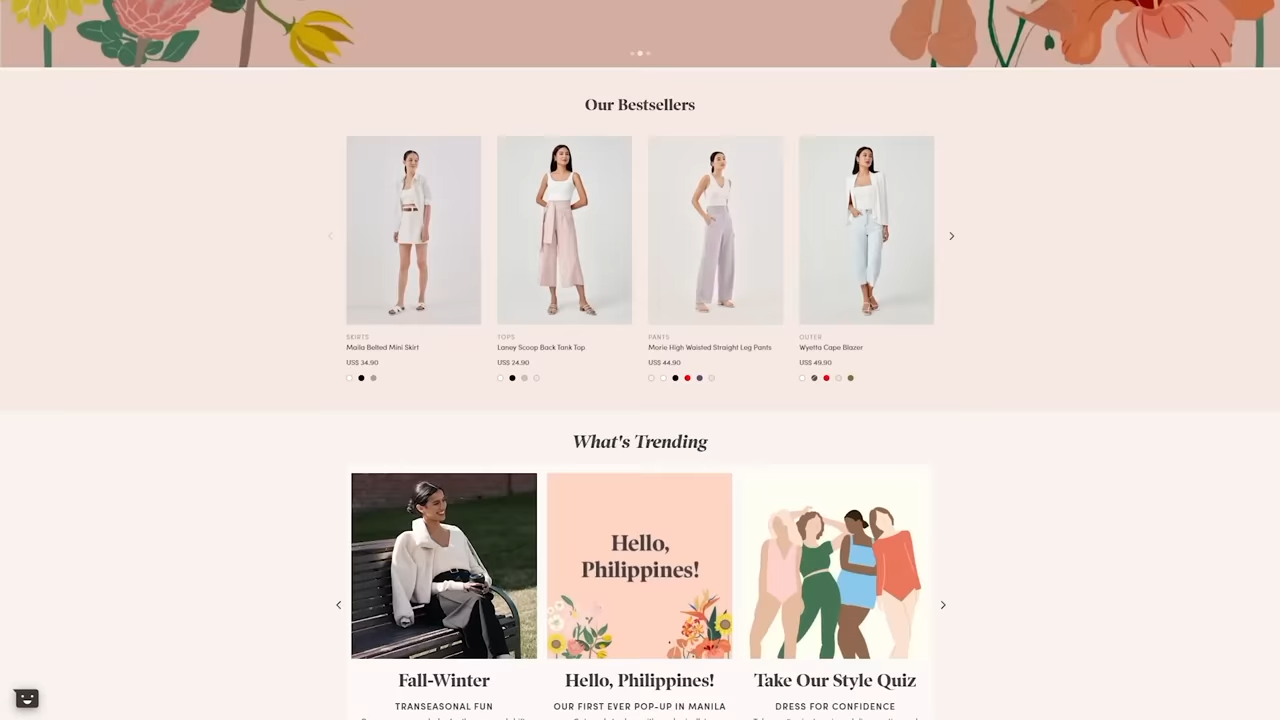 Our Bestsellers
SKIRTS
Maila Belted Mini Skirt
US$ 34.90
TOPS
Laney Scoop Back Tank Top
US$ 24.90
PANTS
Morie High Waisted Straight Leg Pants
US$ 44.90
OUTER
Wyetta Cape Blazer
US$ 49.90
What's Trending
Hello,
Philippines!
Fall-Winter
TRANSEASONAL FUN
Hello, Philippines!
OUR FIRST EVER POP-UP IN MANILA
Take Our Style Quiz
DRESS FOR CONFIDENCE